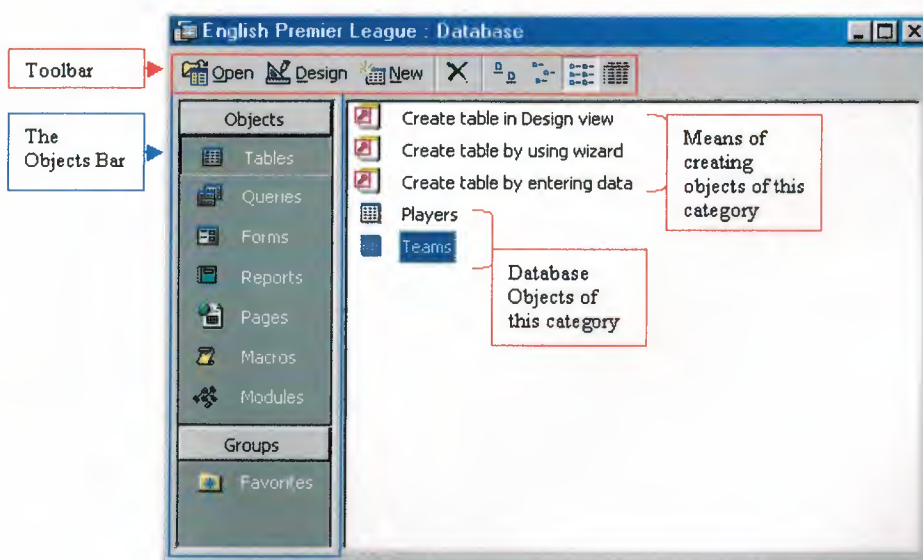 English Premier League : Database
Toolbar
Open Design New
The
Objects Bar
Objects
Tables
Queries
Forms
Reports
Pages
Macros
Modules
Groups
Favorites
Create table in Design view
Create table by using wizard
Create table by entering data
Players
Teams
Means of
creating
objects of this
category
Database
Objects of
this category